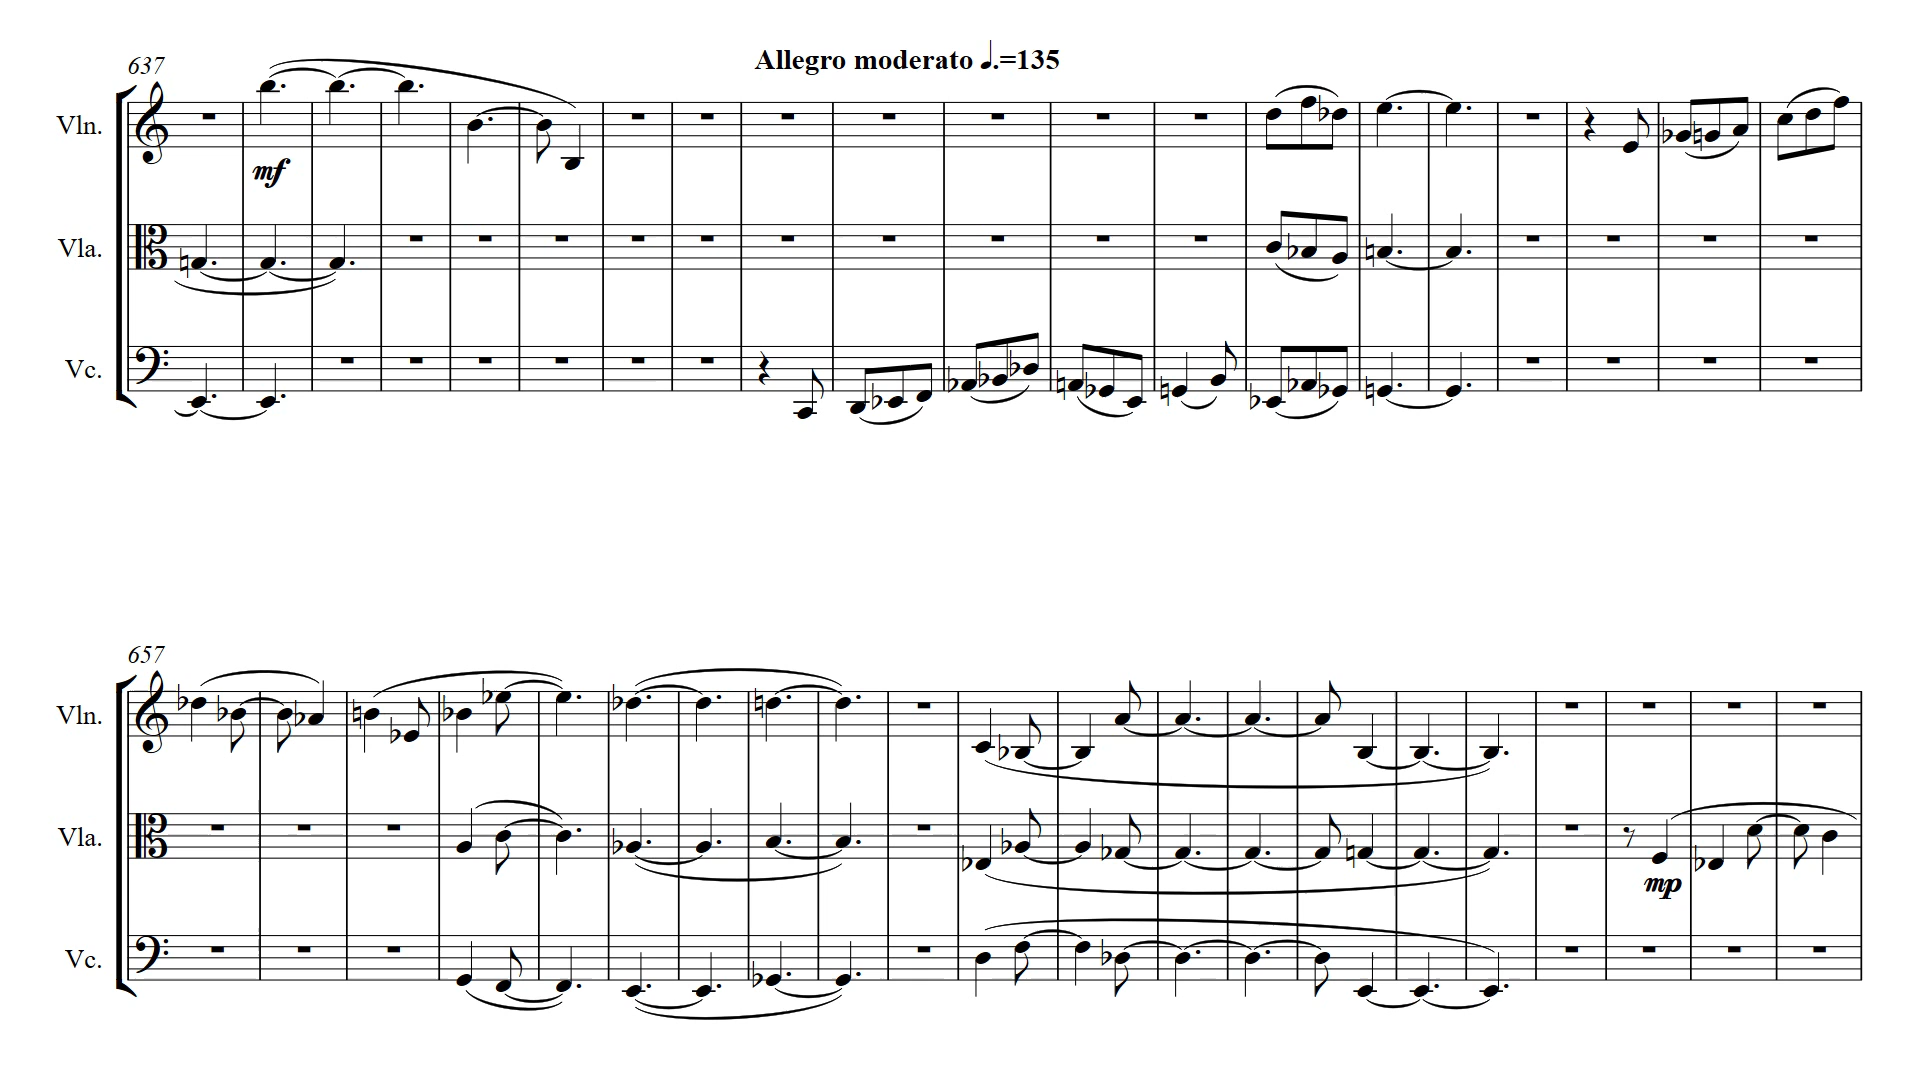 637
Allegro moderato ♩.=135
Vln.
mf
Vla.
Vc.
657
Vln.
Vla.
mp
Vc.